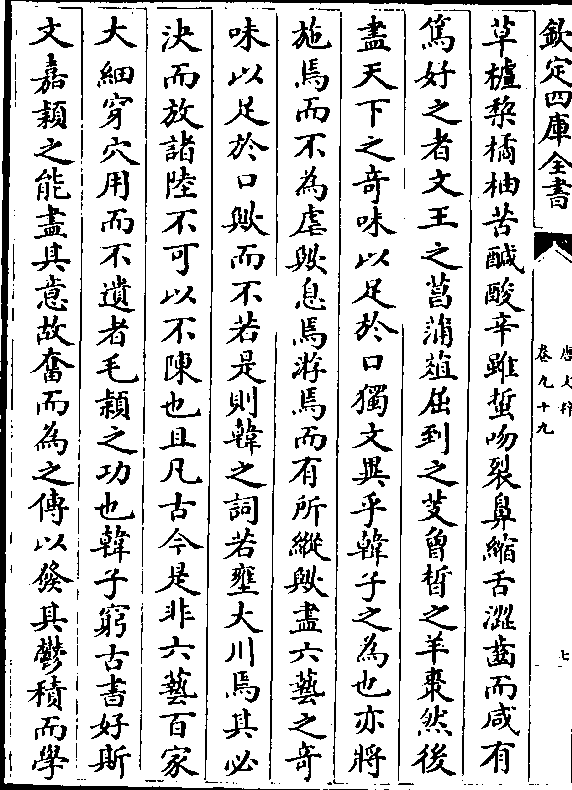 欽定四庫全書
唐文粹
卷九十九
七
草樝棃橘柚苦醎酸辛雖蜇吻裂鼻縮舌澀齒而咸有
篤好之者文王之菖蒲葅屈到之芰曾晳之羊棗然後
盡天下之奇味以足於口獨文異乎韓子之為也亦將
施焉而不為虐歟息焉游焉而有所縱歟盡六藝之奇
味以足於口歟而不若是則韓之詞若壅大川焉其必
決而放諸陸不可以不陳也且凡古今是非六藝百家
大細穿穴用而不遺者毛穎之功也韓子窮古書好斯
文嘉穎之能盡其意故奮而為之傳以發其鬱積而學